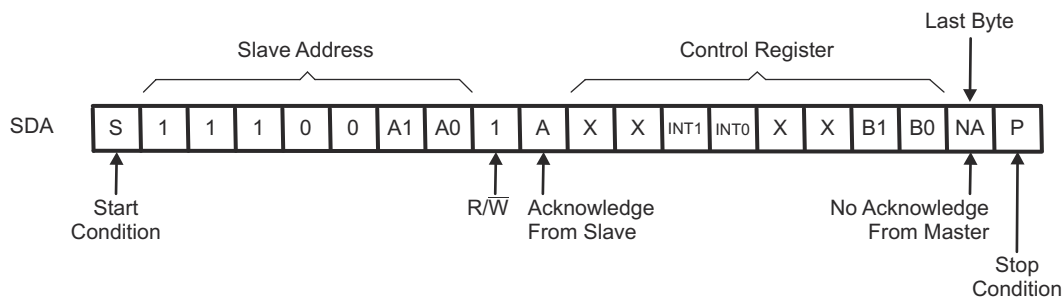 Last Byte
Slave Address
Control Register
SDA S 1 1 1 0 0 A1 A0 1 A X X INT1 INT0 X X B1 B0 NA P
Start
Condition
R/W̅
Acknowledge
From Slave
No Acknowledge
From Master
Stop
Condition